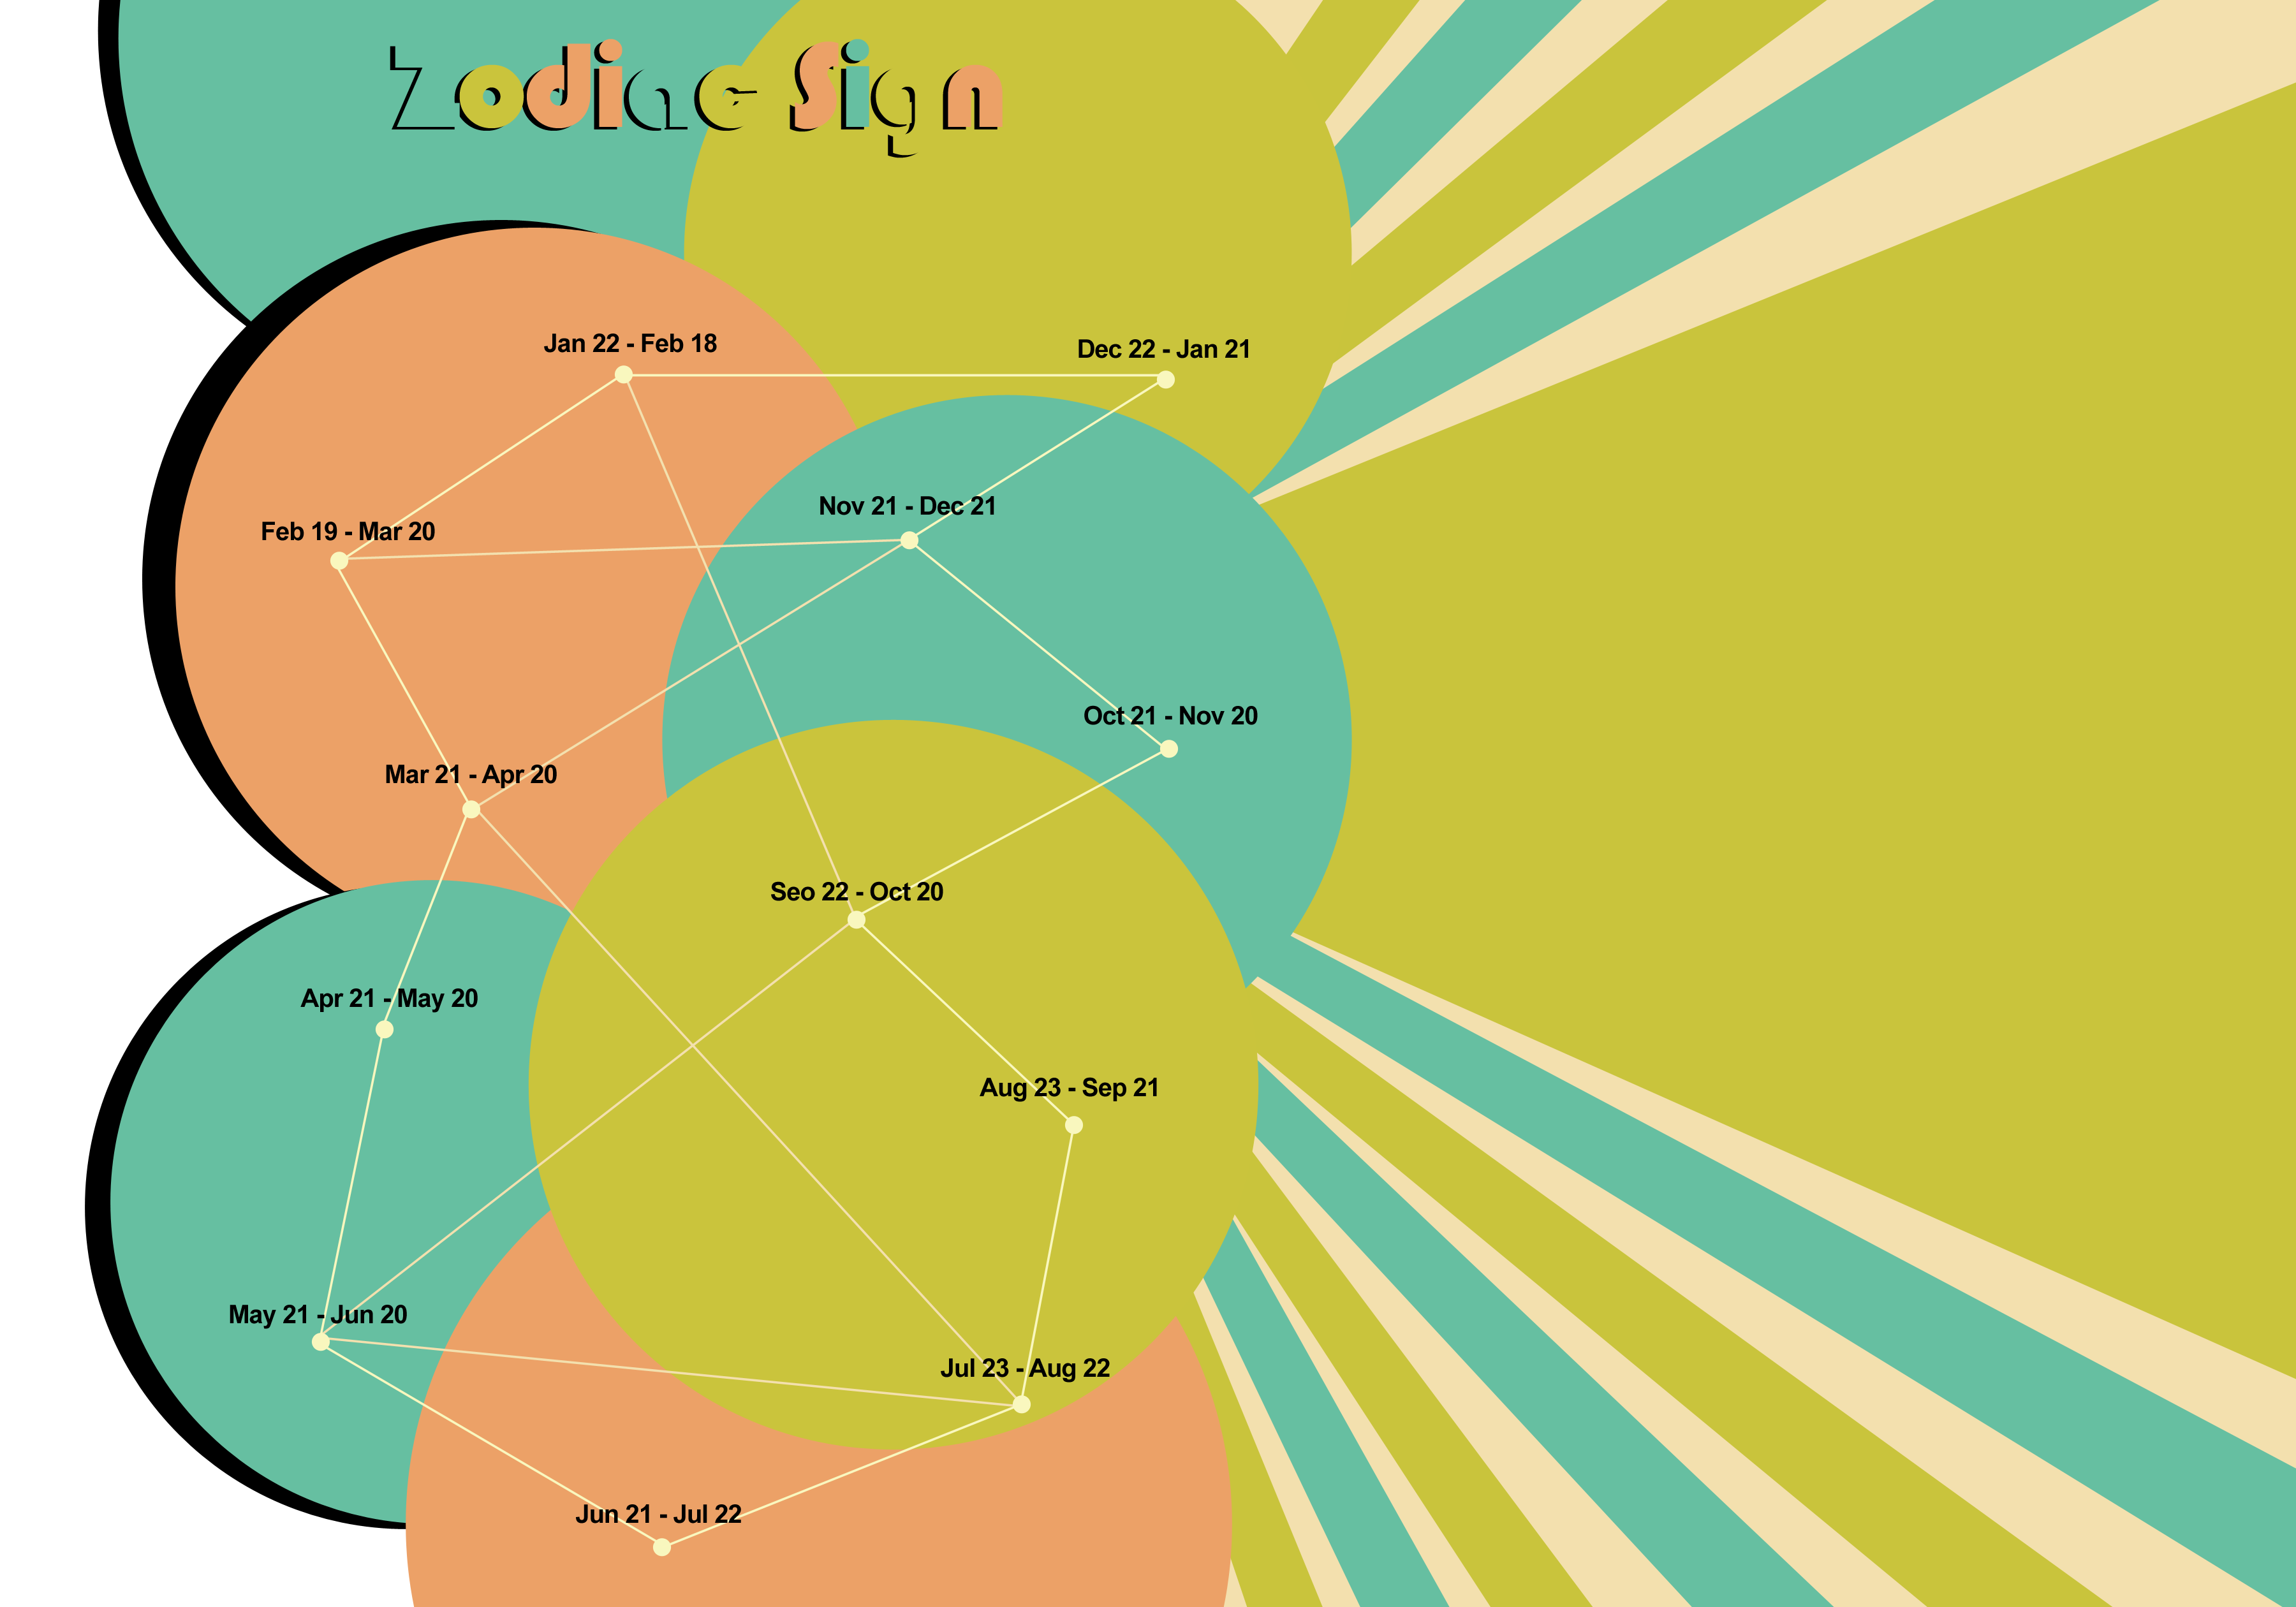 Zodiac Sign
Jan 22 - Feb 18
Dec 22 - Jan 21
Nov 21 - Dec 21
Feb 19 - Mar 20
Oct 21 - Nov 20
Mar 21 - Apr 20
Seo 22 - Oct 20
Apr 21 - May 20
Aug 23 - Sep 21
May 21 - Jun 20
Jul 23 - Aug 22
Jun 21 - Jul 22